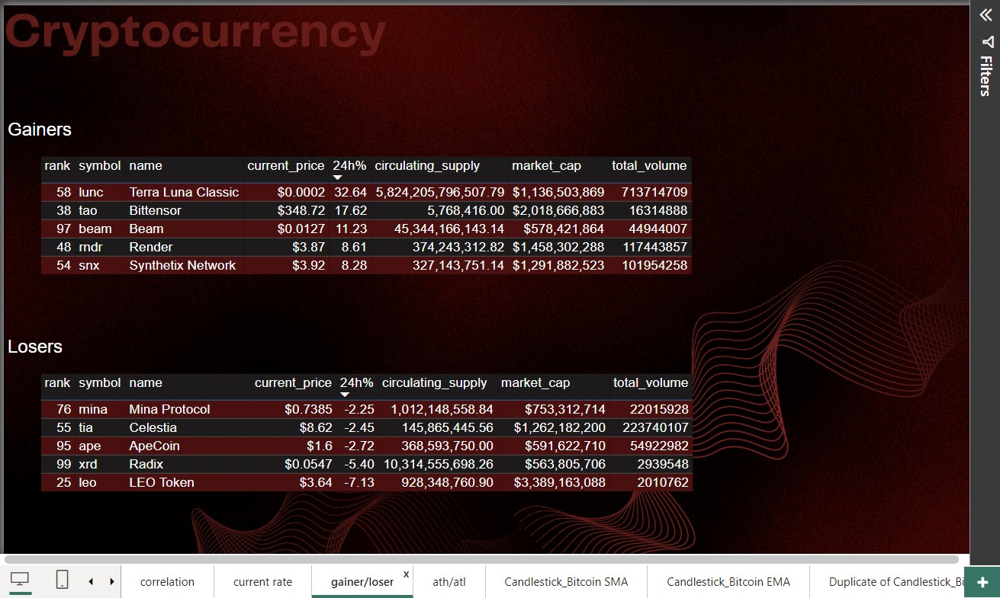 Cryptocurrency
Filters
Gainers
rank symbol name current_price 24h% circulating_supply market_cap total_volume
58 lunc Terra Luna Classic $0.0002 32.64 5,824,205,796,507.79 $1,136,503,869 713714709
38 tao Bittensor $348.72 17.62 5,768,416.00 $2,018,666,883 16314888
97 beam Beam $0.0127 11.23 45,344,166,143.14 $578,421,864 44944007
48 rndr Render $3.87 8.61 374,243,312.82 $1,458,302,288 117443857
54 snx Synthetix Network $3.92 8.28 327,143,751.14 $1,291,882,523 101954258
Losers
rank symbol name current_price 24h% circulating_supply market_cap total_volume
76 mina Mina Protocol $0.7385 -2.25 1,012,148,558.84 $753,312,714 22015928
55 tia Celestia $8.62 -2.45 145,865,445.56 $1,262,182,200 223740107
95 ape ApeCoin $1.6 -2.72 368,593,750.00 $591,622,710 54922982
99 xrd Radix $0.0547 -5.40 10,314,555,698.26 $563,805,706 2939548
25 leo LEO Token $3.64 -7.13 928,348,760.90 $3,389,163,088 2010762
correlation current rate gainer/loser x ath/atl Candlestick_Bitcoin SMA Candlestick_Bitcoin EMA Duplicate of Candlestick_Bi